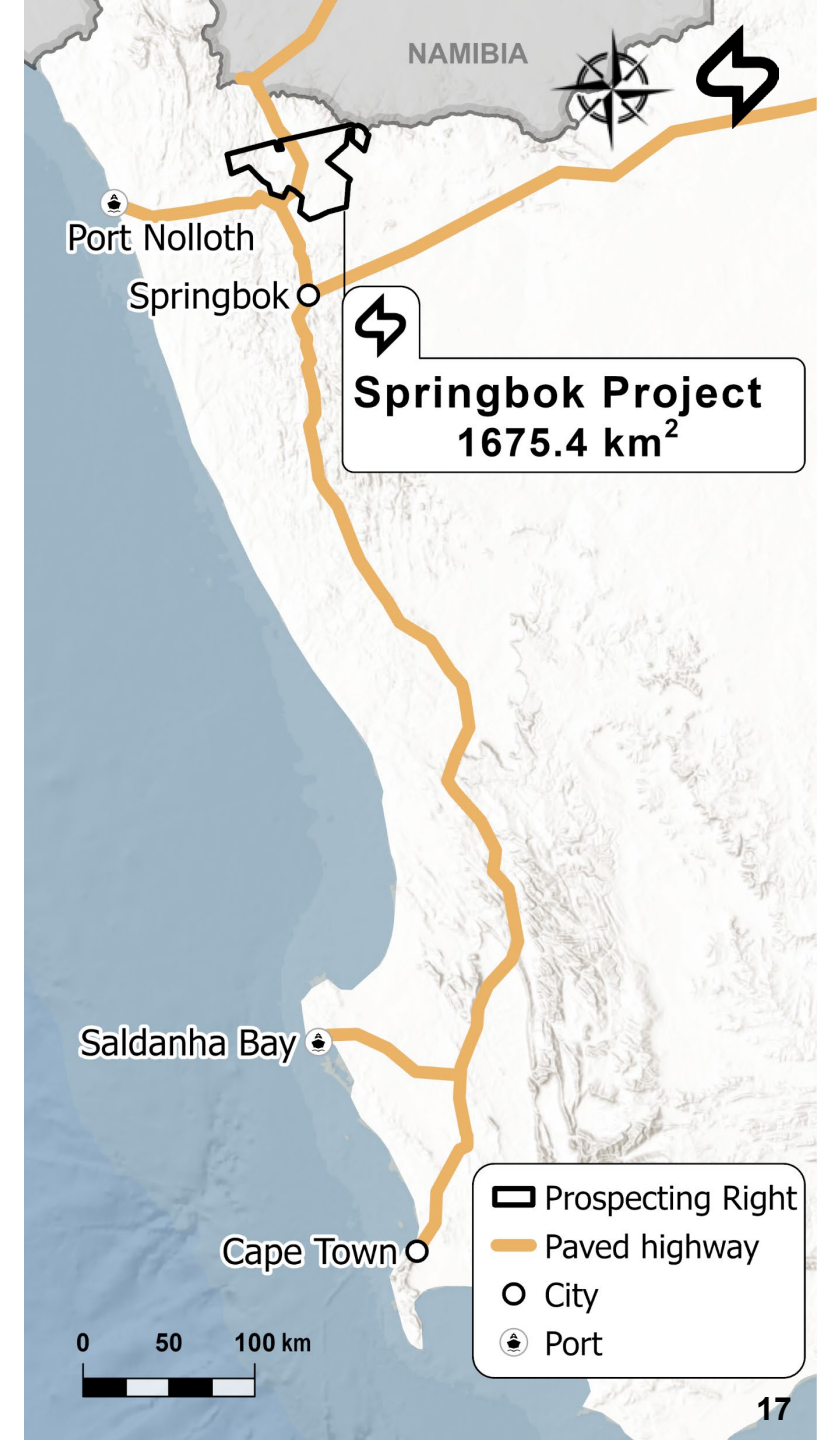 NAMIBIA
Port Nolloth
Springbok
Springbok Project
1675.4 km²
Saldanha Bay
Cape Town
Prospecting Right
Paved highway
City
Port
0 50 100 km
17